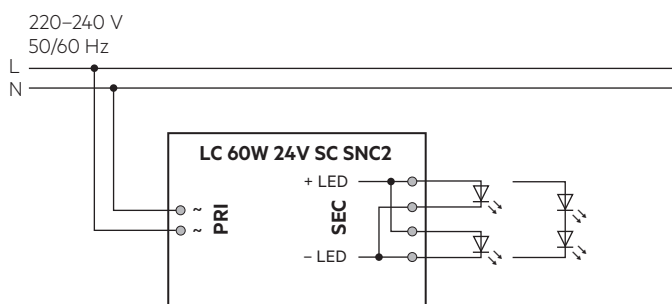 220–240 V
50/60 Hz
L
N
LC 60W 24V SC SNC2
+ LED
~
PRI
SEC
~
– LED